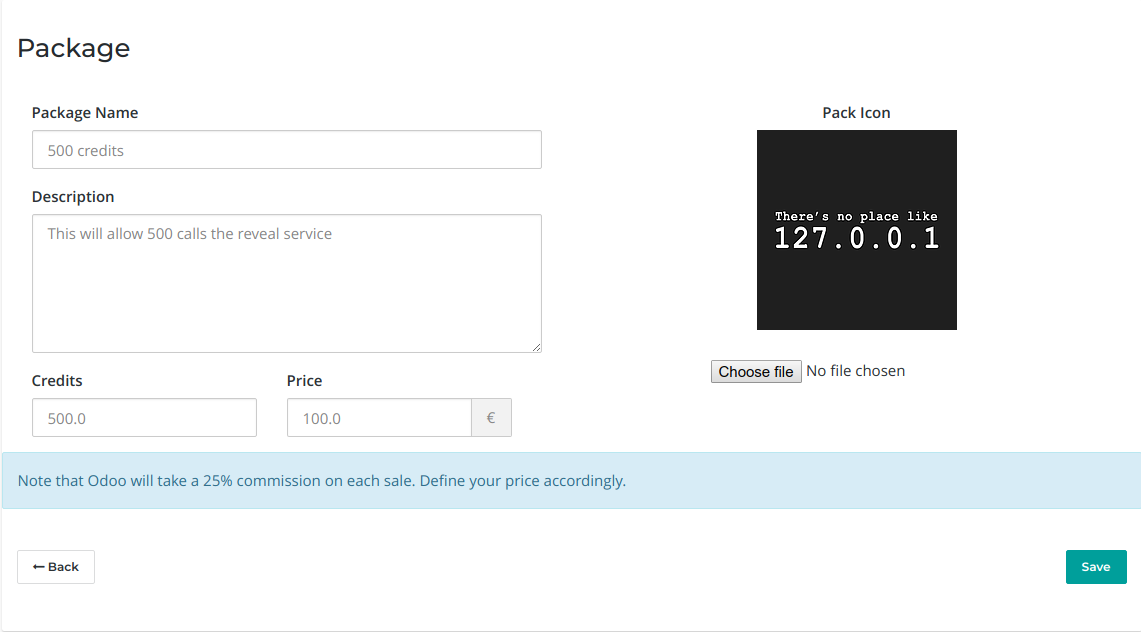 Package
Package Name
500 credits
Description
This will allow 500 calls the reveal service
Credits
Price
500.0
100.0
€
Pack Icon
There's no place like
127.0.0.1
Choose file No file chosen
Note that Odoo will take a 25% commission on each sale. Define your price accordingly.
← Back
Save